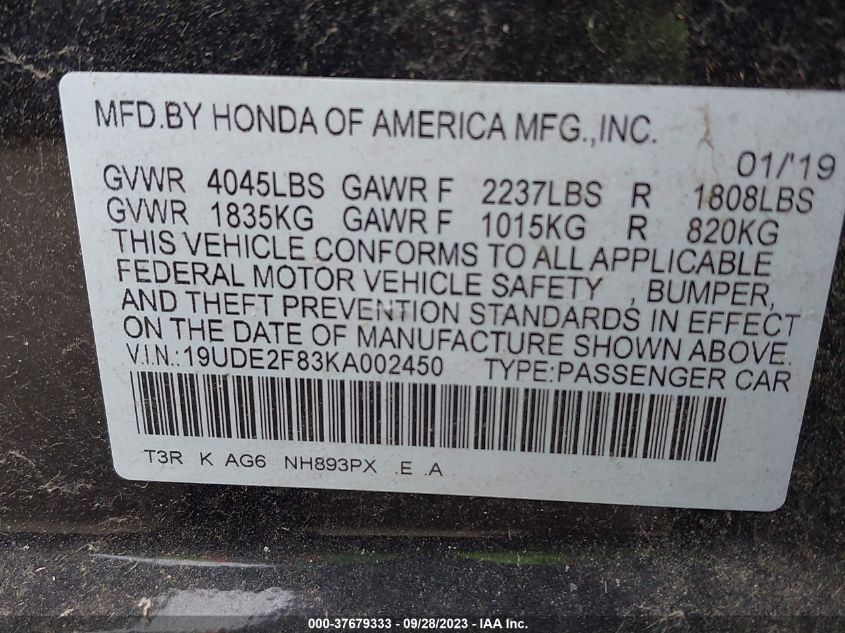 MFD.BY HONDA OF AMERICA MFG.,INC.
01/'19
GVWR 4045LBS GAWR F 2237LBS R 1808LBS
GVWR 1835KG GAWR F 1015KG R 820KG
THIS VEHICLE CONFORMS TO ALL APPLICABLE
FEDERAL MOTOR VEHICLE SAFETY , BUMPER,
AND THEFT PREVENTION STANDARDS IN EFFECT
ON THE DATE OF MANUFACTURE SHOWN ABOVE.
V.I.N.:19UDE2F83KA002450 TYPE:PASSENGER CAR
T3R K AG6 NH893PX .E .A
000-37679333 / 09/28/2023 - IAA Inc.